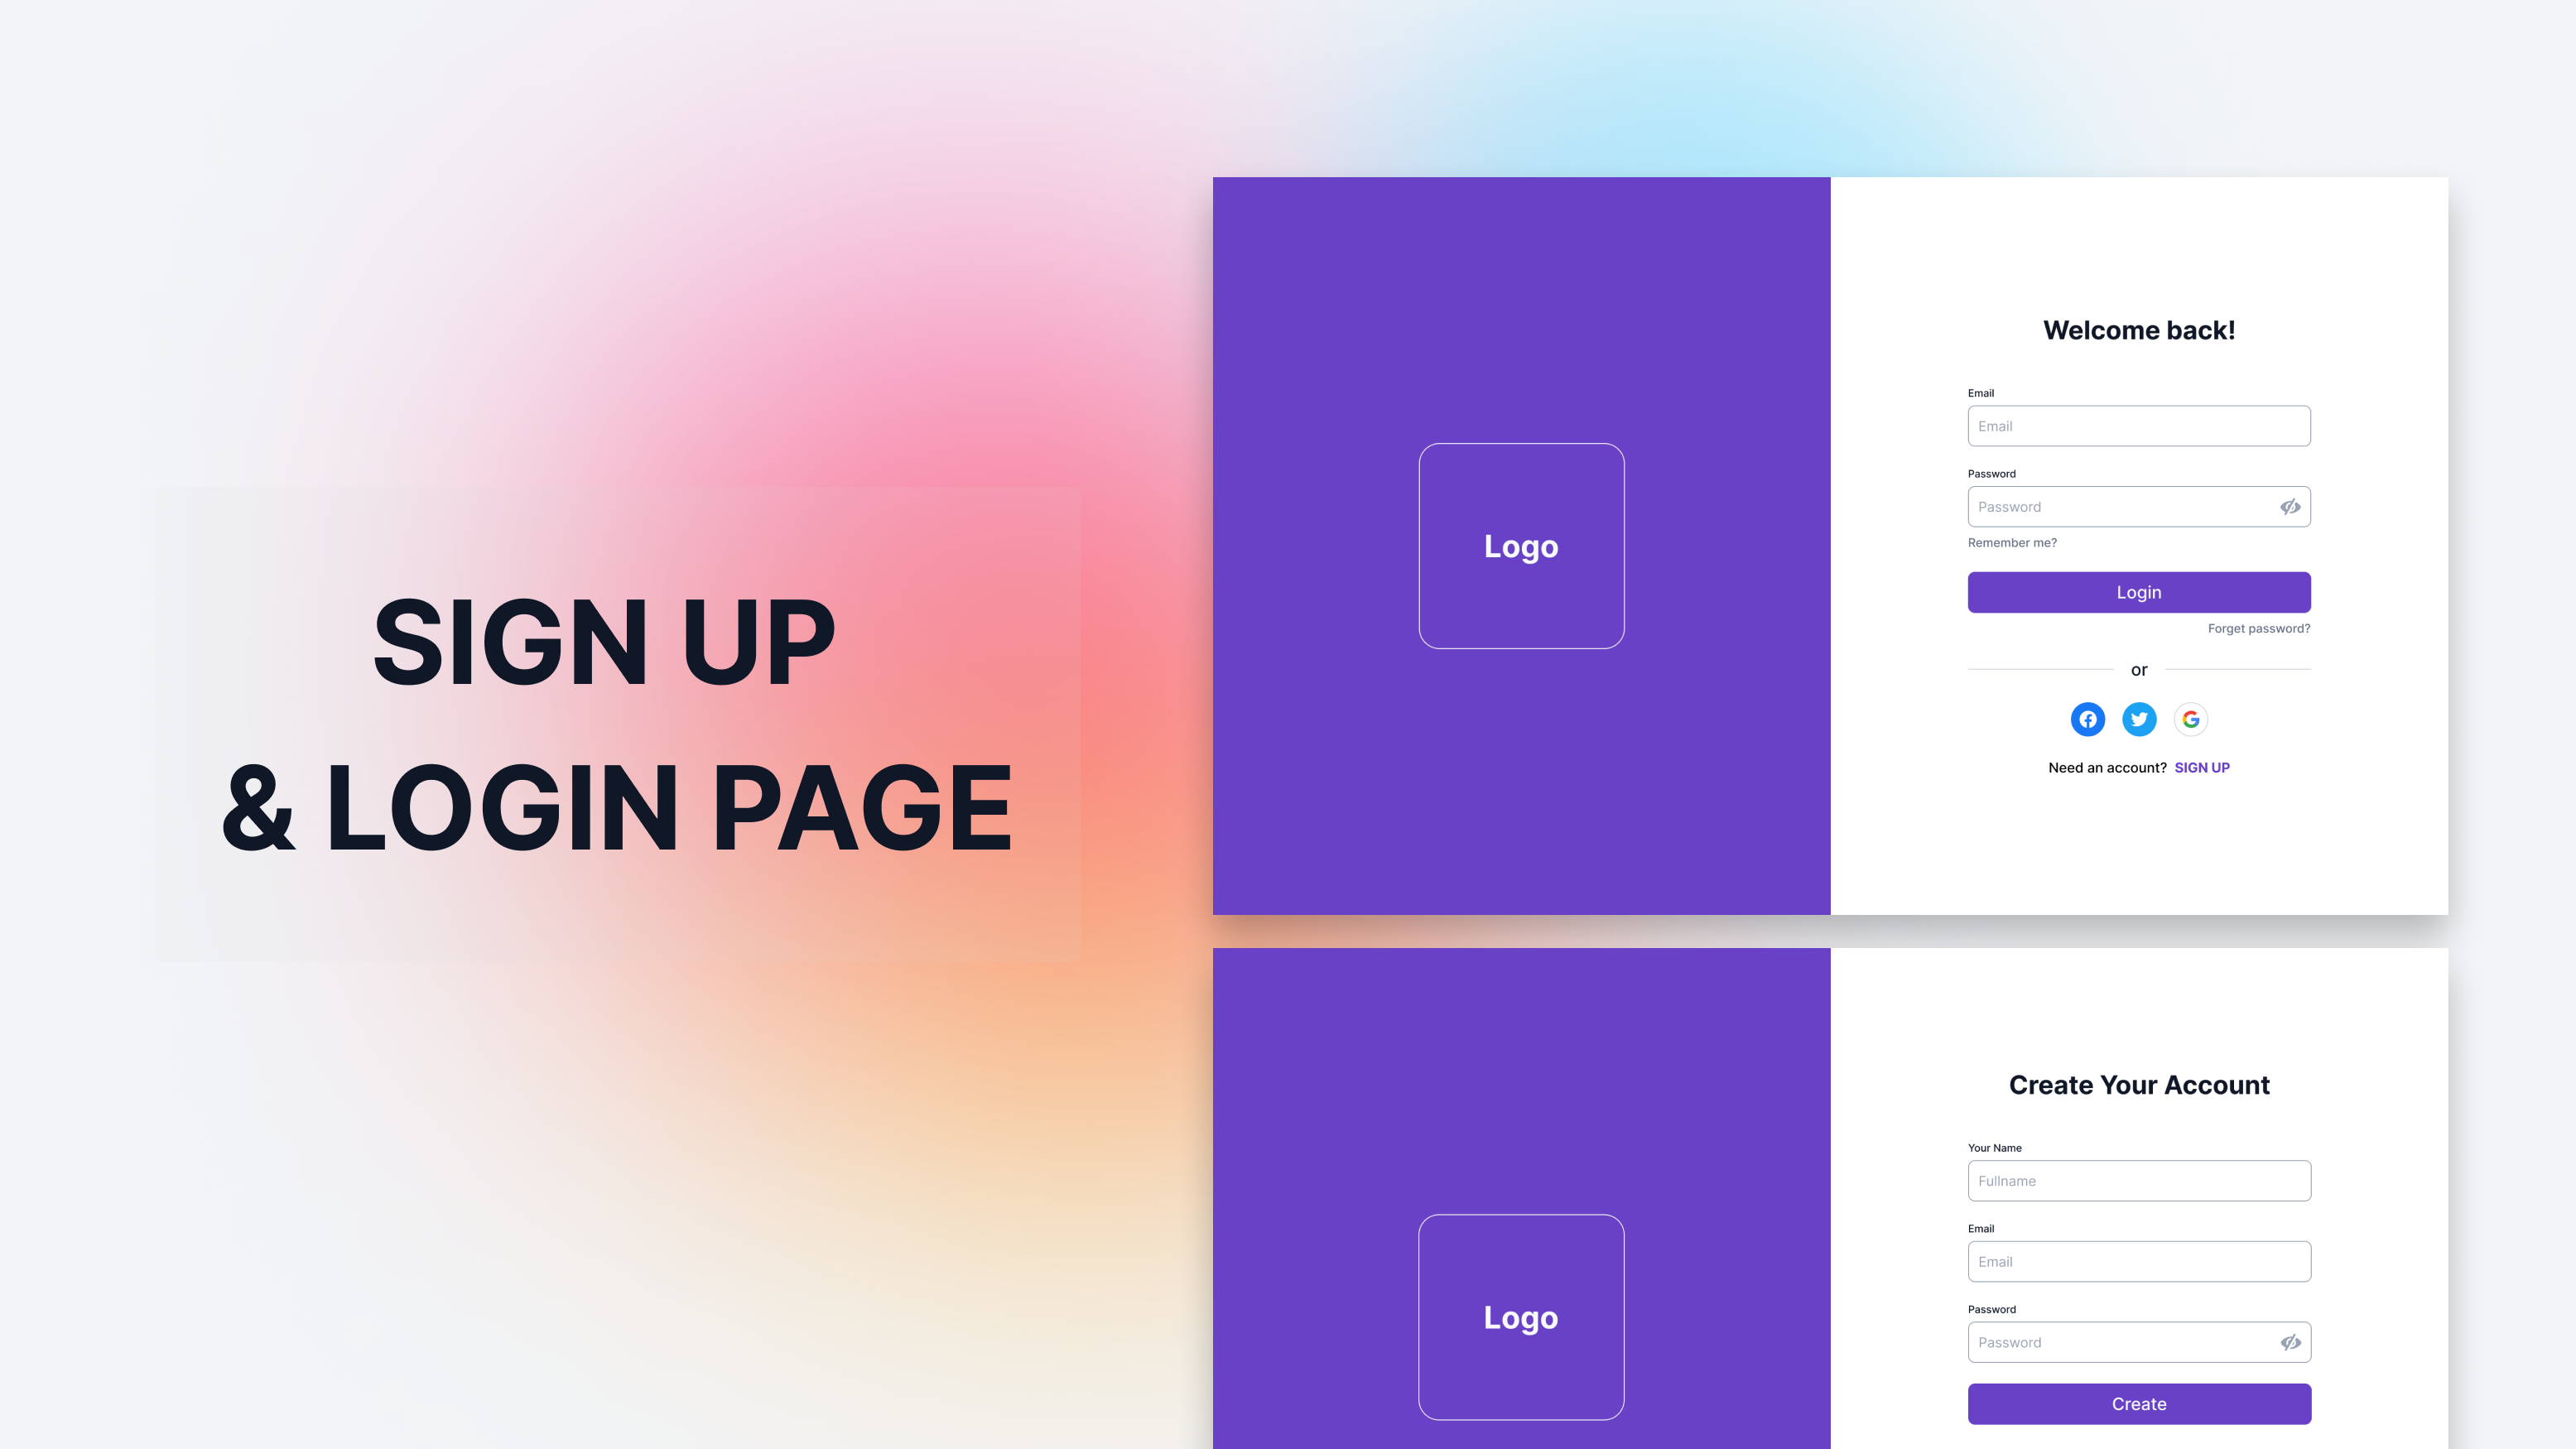 SIGN UP
& LOGIN PAGE
Logo
Welcome back!
Email
Email
Password
Password
Remember me?
Login
Forget password?
or
Need an account? SIGN UP
Logo
Create Your Account
Your Name
Fullname
Email
Email
Password
Password
Create